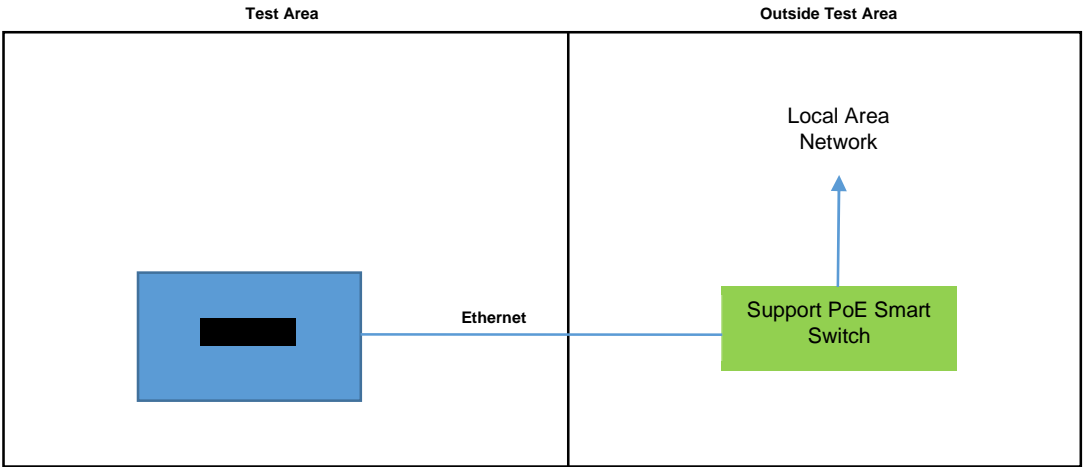 Test Area
Outside Test Area
Local Area
Network
Ethernet
Support PoE Smart
Switch